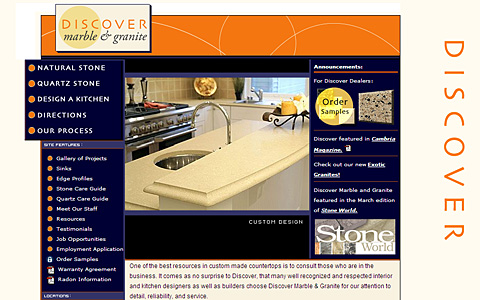 DISCOVER
marble & granite
NATURAL STONE
QUARTZ STONE
DESIGN A KITCHEN
DIRECTIONS
OUR PROCESS
SITE FEATURES :
Gallery of Projects
Sinks
Edge Profiles
Stone Care Guide
Quartz Care Guide
Meet Our Staff
Resources
Testimonials
Job Opportunities
Employment Application
Order Samples
Warranty Agreement
Radon Information
LOCATIONS :
CUSTOM DESIGN
One of the best resources in custom made countertops is to consult those who are in the
business. It comes as no surprise to Discover, that many well recognized and respected interior
and kitchen designers as well as builders choose Discover Marble & Granite for our attention to
detail, reliability, and service.
Announcements:
For Discover Dealers:
Order
Samples
Discover featured in Cambria
Magazine.
Check out our new Exotic
Granites!
Discover Marble and Granite
featured in the March edition
of Stone World.
Stone
World
DISCOVER